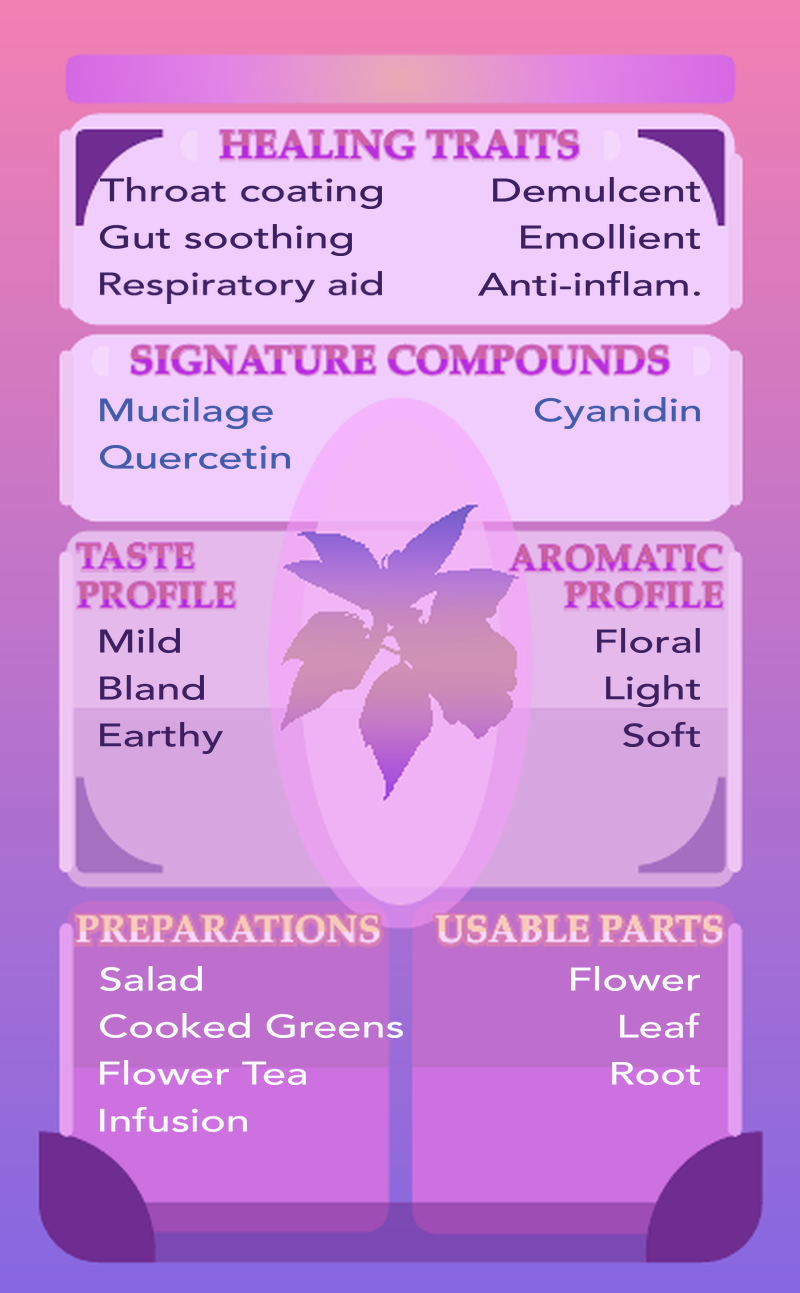 HEALING TRAITS
Throat coating Demulcent
Gut soothing Emollient
Respiratory aid Anti-inflam.
SIGNATURE COMPOUNDS
Mucilage Cyanidin
Quercetin
TASTE
PROFILE
Mild
Bland
Earthy
AROMATIC
PROFILE
Floral
Light
Soft
PREPARATIONS
Salad
Cooked Greens
Flower Tea
Infusion
USABLE PARTS
Flower
Leaf
Root